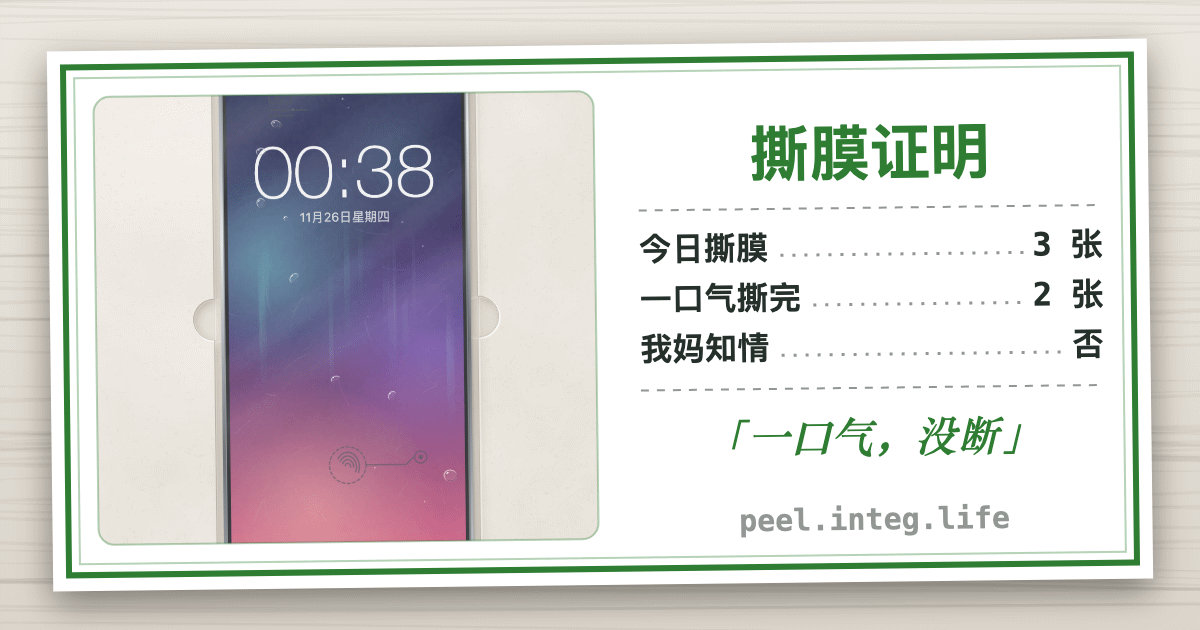 00:38
11月26日星期四
撕膜证明
今日撕膜 3 张
一口气撕完 2 张
我妈知情 否
「一口气，没断」
peel.integ.life